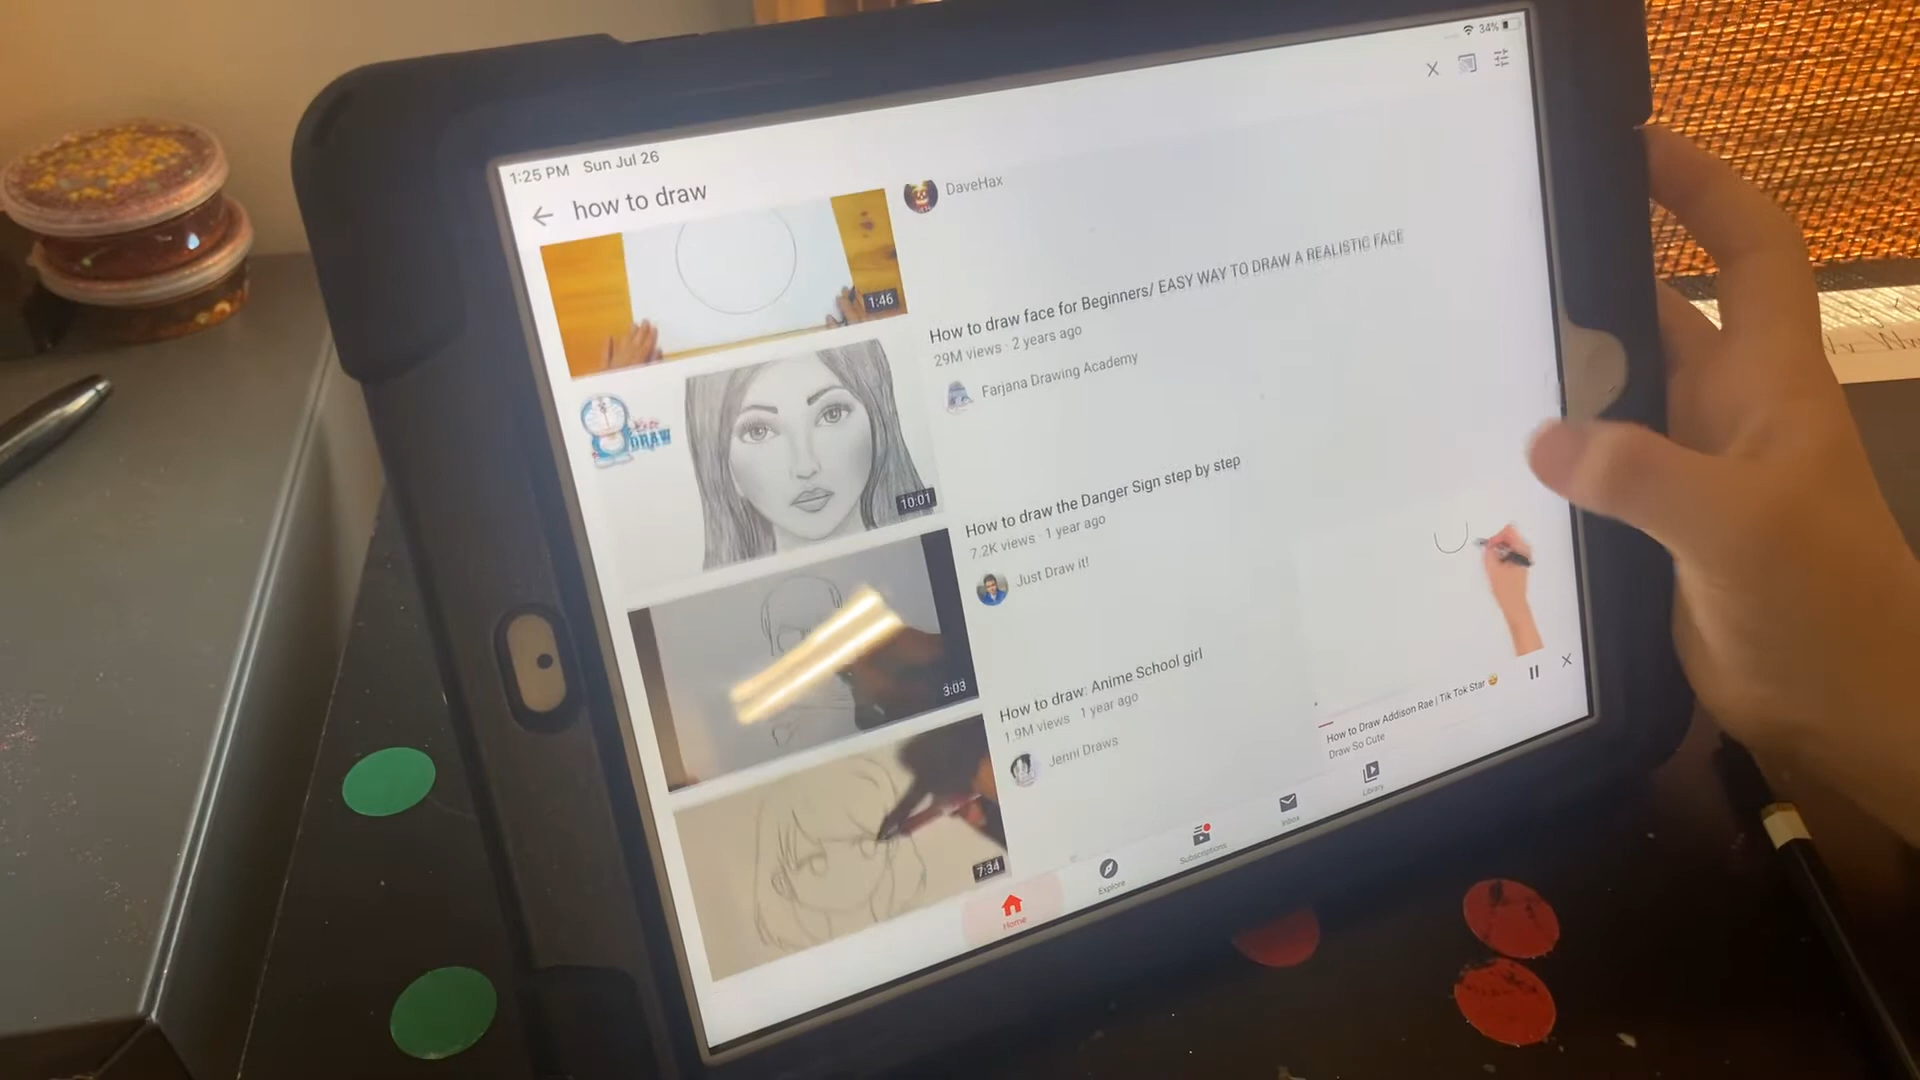 34%
1:25 PM Sun Jul 26
how to draw
DaveHax
1:46
How to draw face for Beginners/ EASY WAY TO DRAW A REALISTIC FACE
29M views · 2 years ago
Farjana Drawing Academy
DRAW
10:01
How to draw the Danger Sign step by step
7.2K views · 1 year ago
Just Draw it!
3:03
How to draw: Anime School girl
1.9M views · 1 year ago
Jenni Draws
7:34
How to Draw Addison Rae | Tik Tok Star 🤩
Draw So Cute
Home
Explore
Subscriptions
Inbox
Library